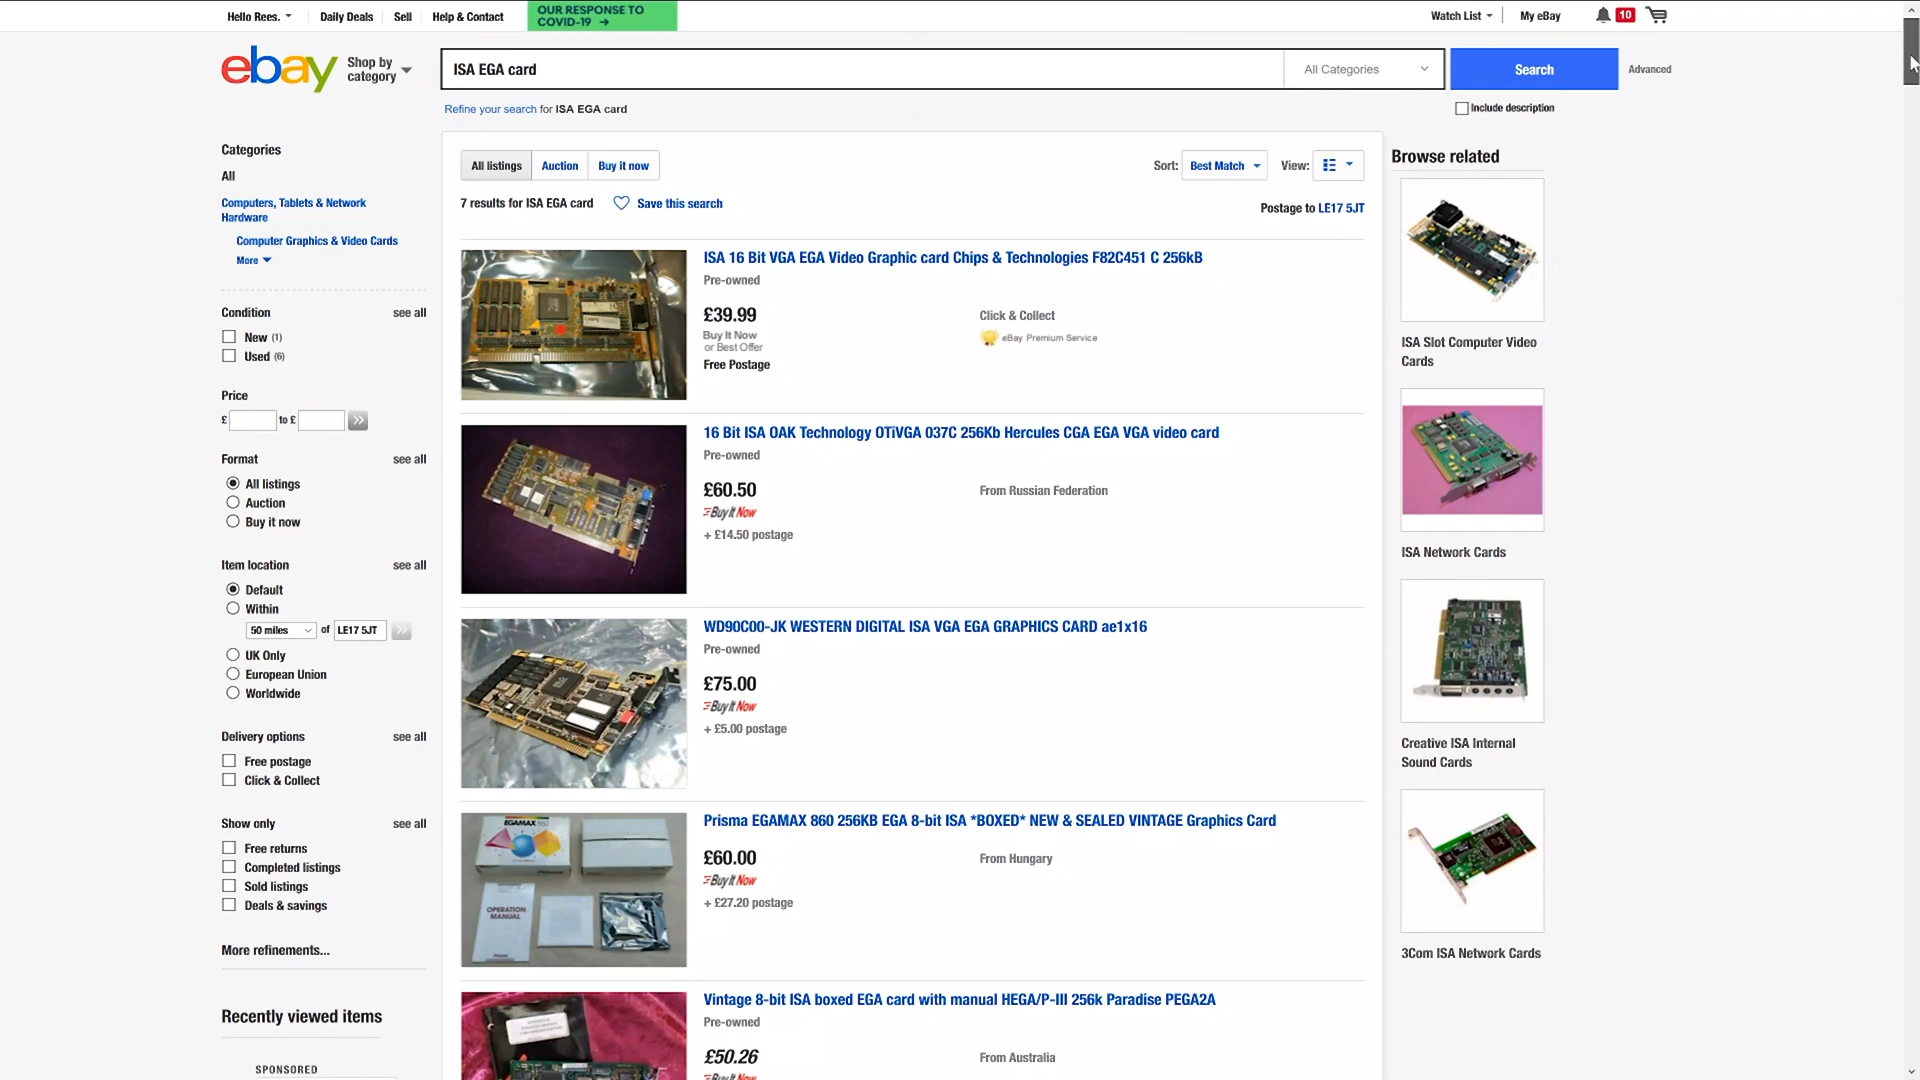 Hello Rees.
Daily Deals
Sell
Help & Contact
OUR RESPONSE TO
COVID-19 →
Watch List
My eBay
10
ebay
Shop by
category
ISA EGA card
All Categories
Search
Advanced
Refine your search for ISA EGA card
Include description
Categories
All
Computers, Tablets & Network
Hardware
Computer Graphics & Video Cards
More
Condition
see all
New (1)
Used (6)
Price
£
to £
Format
see all
All listings
Auction
Buy it now
Item location
see all
Default
Within
50 miles
of
LE17 5JT
UK Only
European Union
Worldwide
Delivery options
see all
Free postage
Click & Collect
Show only
see all
Free returns
Completed listings
Sold listings
Deals & savings
More refinements...
Recently viewed items
SPONSORED
All listings
Auction
Buy it now
Sort:
Best Match
View:
7 results for ISA EGA card
Save this search
Postage to LE17 5JT
ISA 16 Bit VGA EGA Video Graphic card Chips & Technologies F82C451 C 256kB
Pre-owned
£39.99
Buy It Now
or Best Offer
Free Postage
Click & Collect
eBay Premium Service
16 Bit ISA OAK Technology OTiVGA 037C 256Kb Hercules CGA EGA VGA video card
Pre-owned
£60.50
Buy It Now
+ £14.50 postage
From Russian Federation
WD90C00-JK WESTERN DIGITAL ISA VGA EGA GRAPHICS CARD ae1x16
Pre-owned
£75.00
Buy It Now
+ £5.00 postage
EGAMAX 860
OPERATION
MANUAL
Prisma EGAMAX 860 256KB EGA 8-bit ISA *BOXED* NEW & SEALED VINTAGE Graphics Card
£60.00
Buy It Now
+ £27.20 postage
From Hungary
Vintage 8-bit ISA boxed EGA card with manual HEGA/P-III 256k Paradise PEGA2A
Pre-owned
£50.26
Buy It Now
From Australia
Browse related
ISA Slot Computer Video
Cards
ISA Network Cards
Creative ISA Internal
Sound Cards
3Com ISA Network Cards